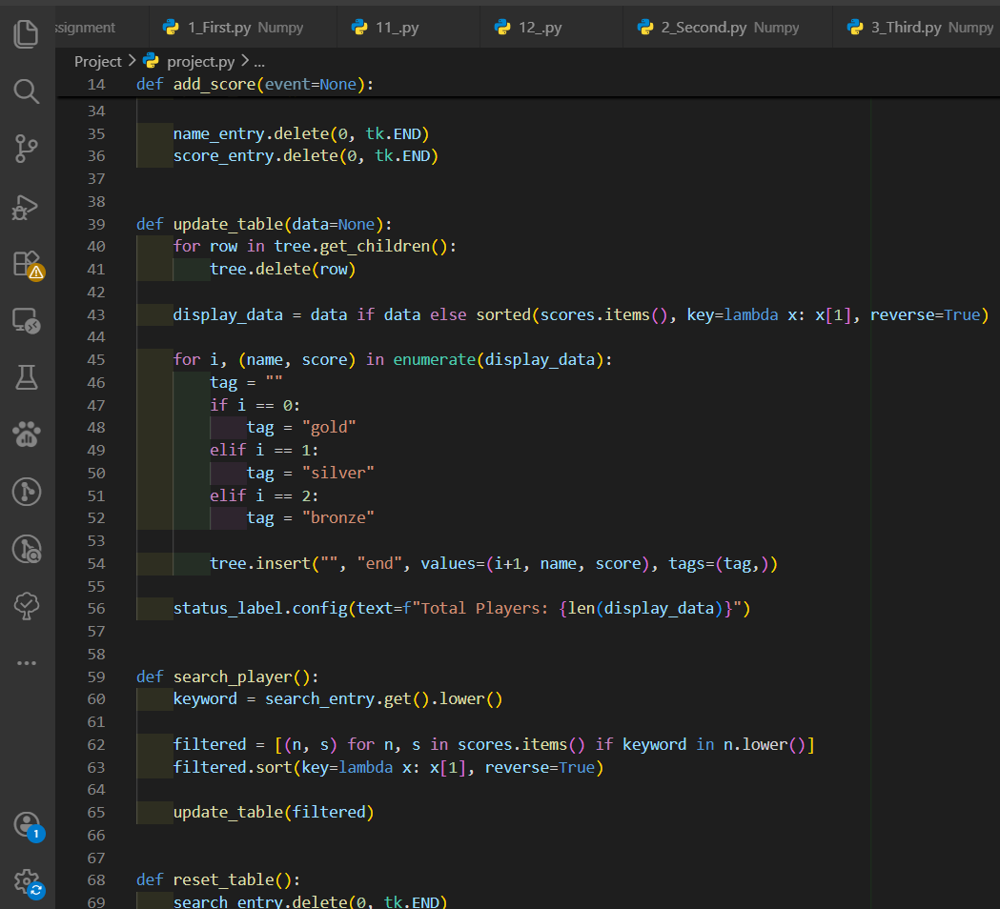 ssignment 1_First.py Numpy 11_.py 12_.py 2_Second.py Numpy 3_Third.py Numpy
Project > project.py > ...
14 def add_score(event=None):
34
35 name_entry.delete(0, tk.END)
36 score_entry.delete(0, tk.END)
37
38
39 def update_table(data=None):
40 for row in tree.get_children():
41 tree.delete(row)
42
43 display_data = data if data else sorted(scores.items(), key=lambda x: x[1], reverse=True)
44
45 for i, (name, score) in enumerate(display_data):
46 tag = ""
47 if i == 0:
48 tag = "gold"
49 elif i == 1:
50 tag = "silver"
51 elif i == 2:
52 tag = "bronze"
53
54 tree.insert("", "end", values=(i+1, name, score), tags=(tag,))
55
56 status_label.config(text=f"Total Players: {len(display_data)}")
57
58
59 def search_player():
60 keyword = search_entry.get().lower()
61
62 filtered = [(n, s) for n, s in scores.items() if keyword in n.lower()]
63 filtered.sort(key=lambda x: x[1], reverse=True)
64
65 update_table(filtered)
66
67
68 def reset_table():
69 search_entry.delete(0, tk.END)
1